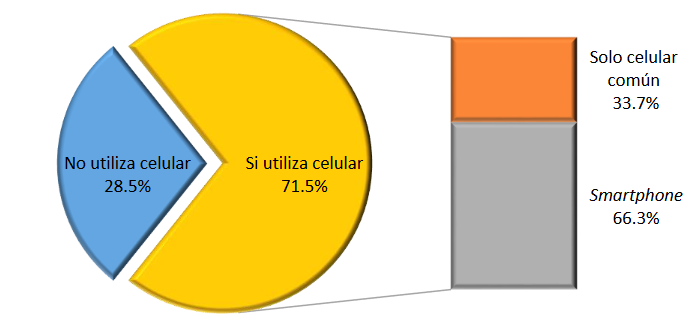 No utiliza celular
28.5%
Si utiliza celular
71.5%
Solo celular
común
33.7%
Smartphone
66.3%